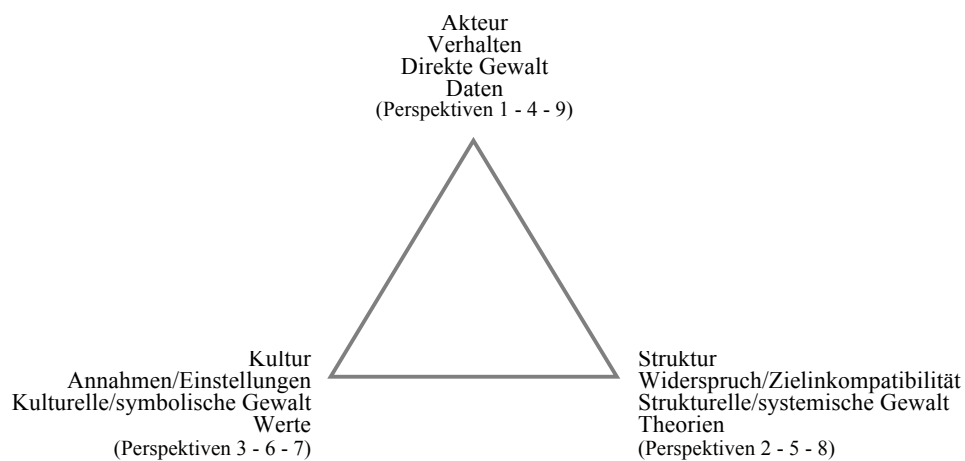 Akteur
Verhalten
Direkte Gewalt
Daten
(Perspektiven 1 - 4 - 9)
Kultur
Annahmen/Einstellungen
Kulturelle/symbolische Gewalt
Werte
(Perspektiven 3 - 6 - 7)
Struktur
Widerspruch/Zielinkompatibilität
Strukturelle/systemische Gewalt
Theorien
(Perspektiven 2 - 5 - 8)